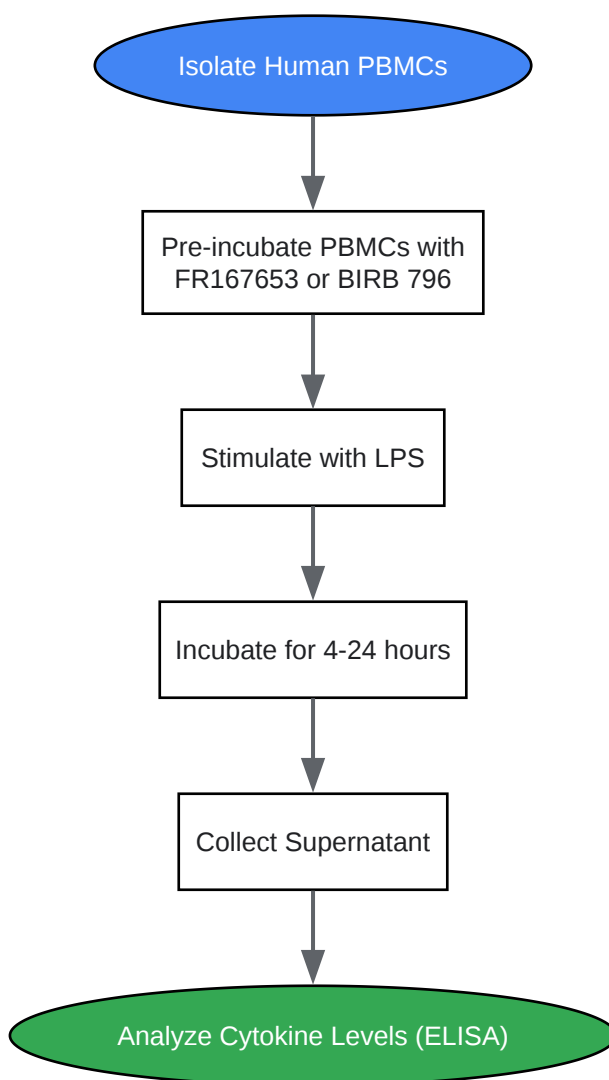 Isolate Human PBMCs
Pre-incubate PBMCs with
FR167653 or BIRB 796
Stimulate with LPS
Incubate for 4-24 hours
Collect Supernatant
Analyze Cytokine Levels (ELISA)